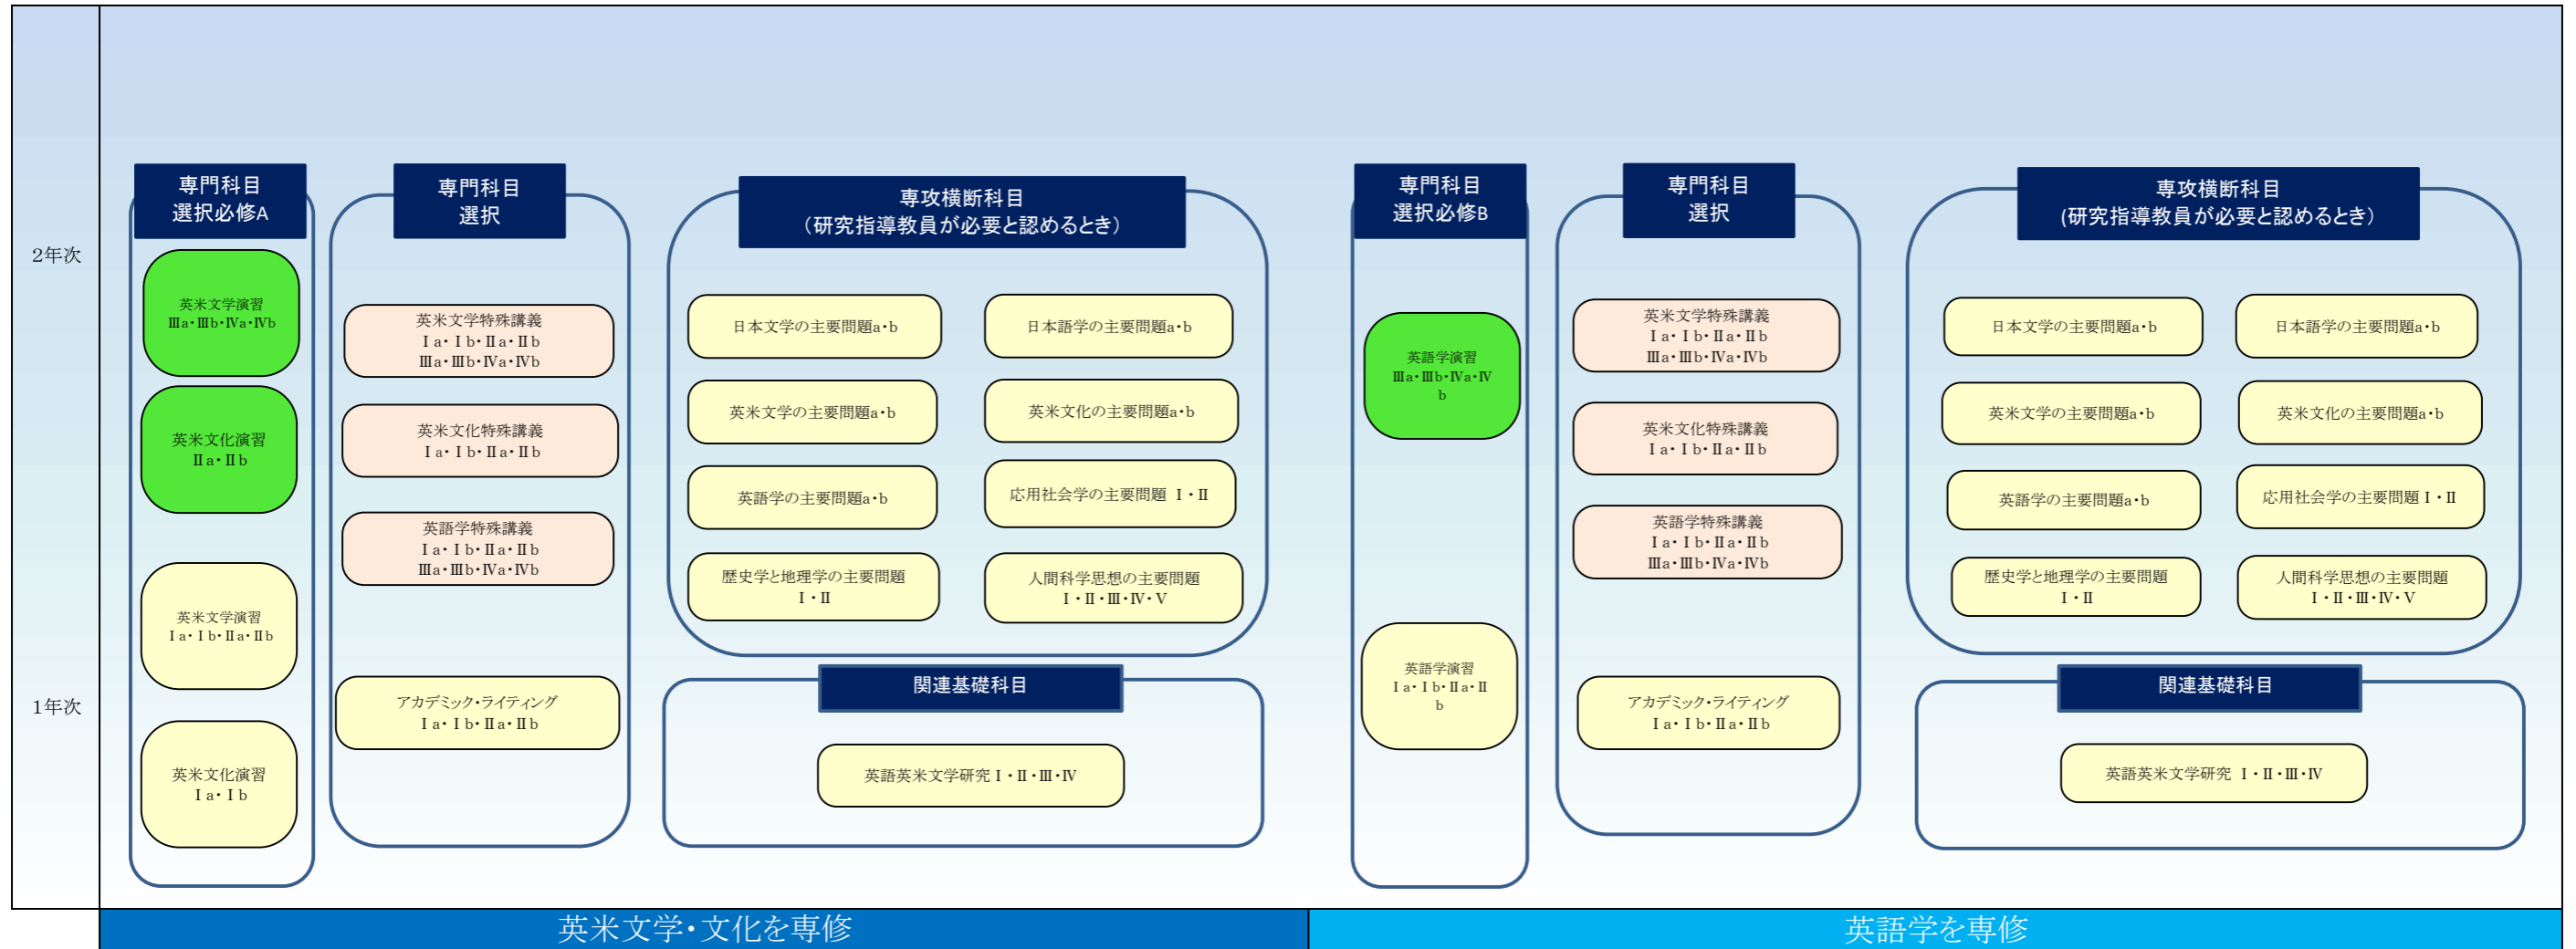 2年次
1年次
専門科目
選択必修A
英米文学演習
Ⅲa・Ⅲb・Ⅳa・Ⅳb
英米文化演習
Ⅱa・Ⅱb
英米文学演習
Ⅰa・Ⅰb・Ⅱa・Ⅱb
英米文化演習
Ⅰa・Ⅰb
専門科目
選択
英米文学特殊講義
Ⅰa・Ⅰb・Ⅱa・Ⅱb
Ⅲa・Ⅲb・Ⅳa・Ⅳb
英米文化特殊講義
Ⅰa・Ⅰb・Ⅱa・Ⅱb
英語学特殊講義
Ⅰa・Ⅰb・Ⅱa・Ⅱb
Ⅲa・Ⅲb・Ⅳa・Ⅳb
アカデミック・ライティング
Ⅰa・Ⅰb・Ⅱa・Ⅱb
専攻横断科目
（研究指導教員が必要と認めるとき）
日本文学の主要問題a・b
日本語学の主要問題a・b
英米文学の主要問題a・b
英米文化の主要問題a・b
英語学の主要問題a・b
応用社会学の主要問題 Ⅰ・Ⅱ
歴史学と地理学の主要問題
Ⅰ・Ⅱ
人間科学思想の主要問題
Ⅰ・Ⅱ・Ⅲ・Ⅳ・Ⅴ
関連基礎科目
英語英米文学研究 Ⅰ・Ⅱ・Ⅲ・Ⅳ
専門科目
選択必修B
英語学演習
Ⅲa・Ⅲb・Ⅳa・Ⅳ
b
英語学演習
Ⅰa・Ⅰb・Ⅱa・Ⅱ
b
専門科目
選択
英米文学特殊講義
Ⅰa・Ⅰb・Ⅱa・Ⅱb
Ⅲa・Ⅲb・Ⅳa・Ⅳb
英米文化特殊講義
Ⅰa・Ⅰb・Ⅱa・Ⅱb
英語学特殊講義
Ⅰa・Ⅰb・Ⅱa・Ⅱb
Ⅲa・Ⅲb・Ⅳa・Ⅳb
アカデミック・ライティング
Ⅰa・Ⅰb・Ⅱa・Ⅱb
専攻横断科目
(研究指導教員が必要と認めるとき）
日本文学の主要問題a・b
日本語学の主要問題a・b
英米文学の主要問題a・b
英米文化の主要問題a・b
英語学の主要問題a・b
応用社会学の主要問題Ⅰ・Ⅱ
歴史学と地理学の主要問題
Ⅰ・Ⅱ
人間科学思想の主要問題
Ⅰ・Ⅱ・Ⅲ・Ⅳ・Ⅴ
関連基礎科目
英語英米文学研究 Ⅰ・Ⅱ・Ⅲ・Ⅳ
英米文学・文化を専修
英語学を専修